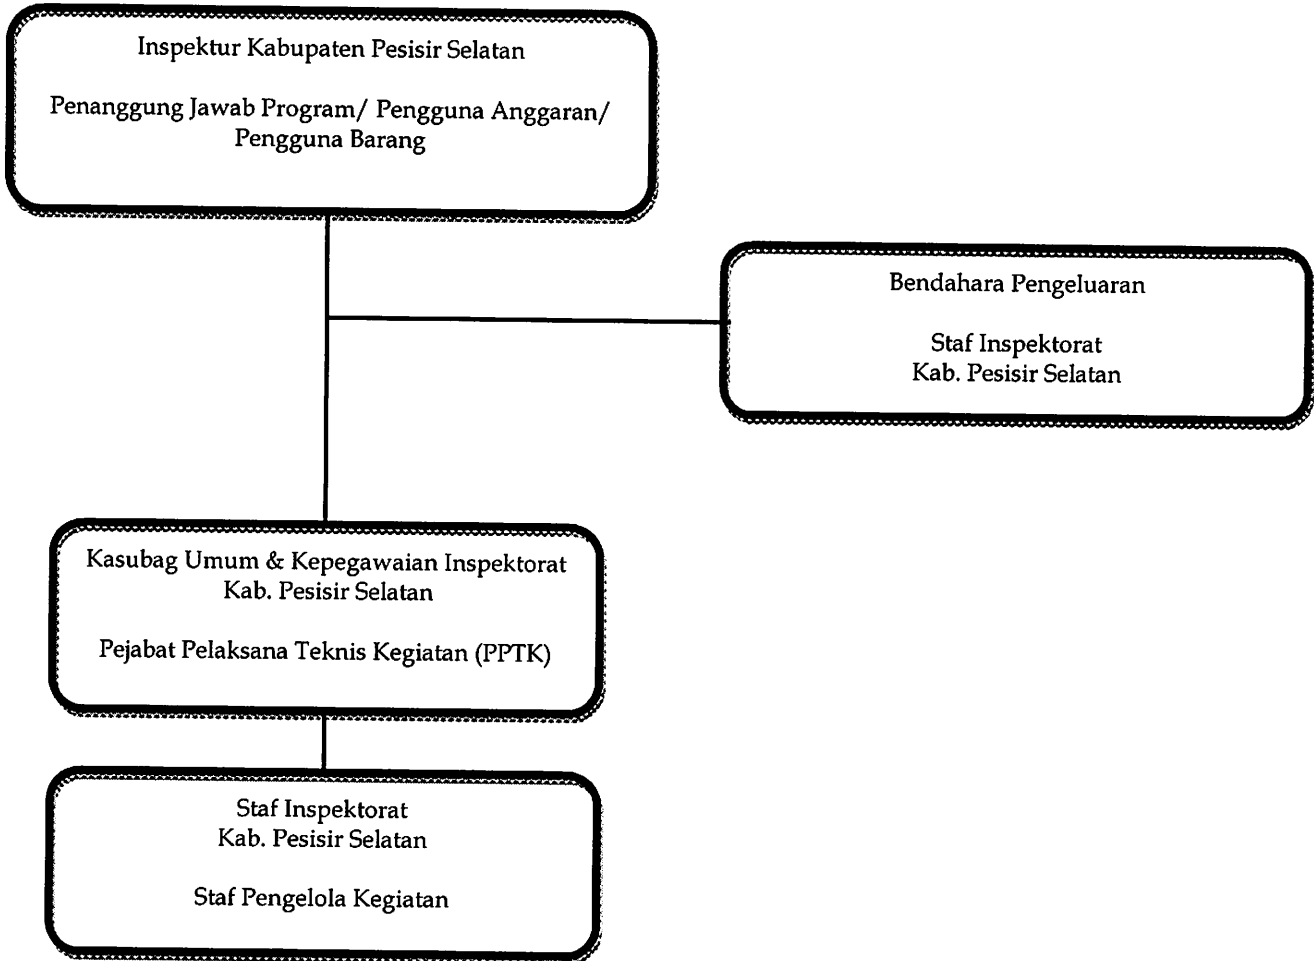 Inspektur Kabupaten Pesisir Selatan
Penanggung Jawab Program/ Pengguna Anggaran/
Pengguna Barang
Bendahara Pengeluaran
Staf Inspektorat
Kab. Pesisir Selatan
Kasubag Umum & Kepegawaian Inspektorat
Kab. Pesisir Selatan
Pejabat Pelaksana Teknis Kegiatan (PPTK)
Staf Inspektorat
Kab. Pesisir Selatan
Staf Pengelola Kegiatan